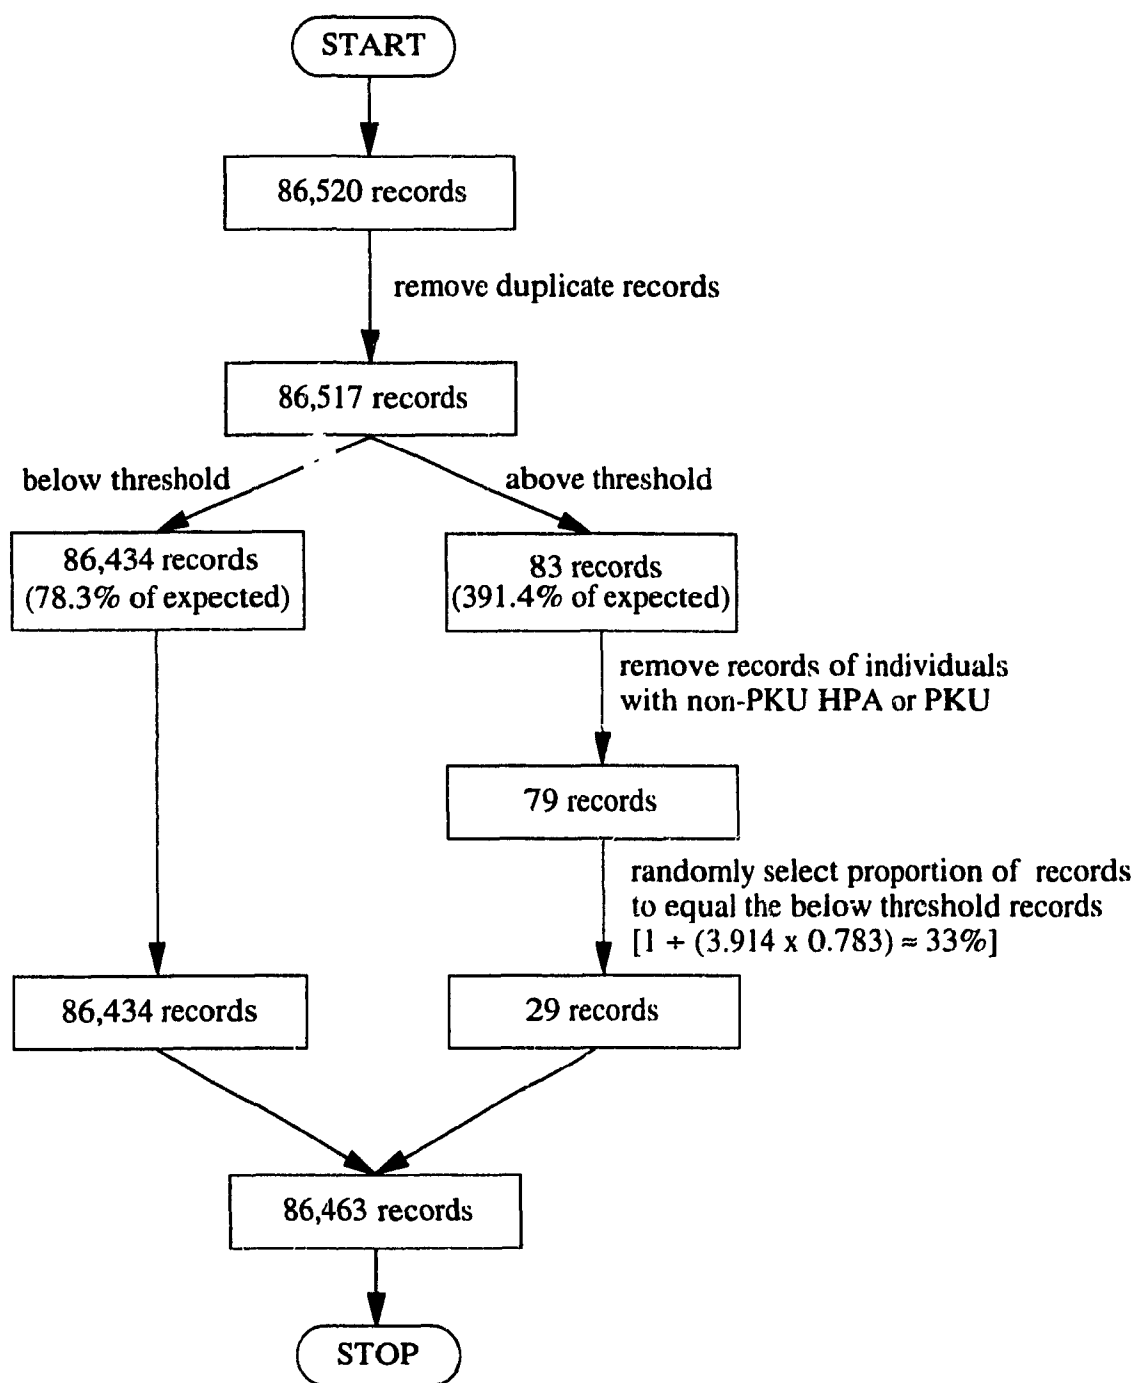 START
86,520 records
remove duplicate records
86,517 records
below threshold
above threshold
86,434 records
(78.3% of expected)
83 records
(391.4% of expected)
remove records of individuals
with non-PKU HPA or PKU
79 records
randomly select proportion of records
to equal the below threshold records
[1 ÷ (3.914 x 0.783) ≈ 33%]
86,434 records
29 records
86,463 records
STOP